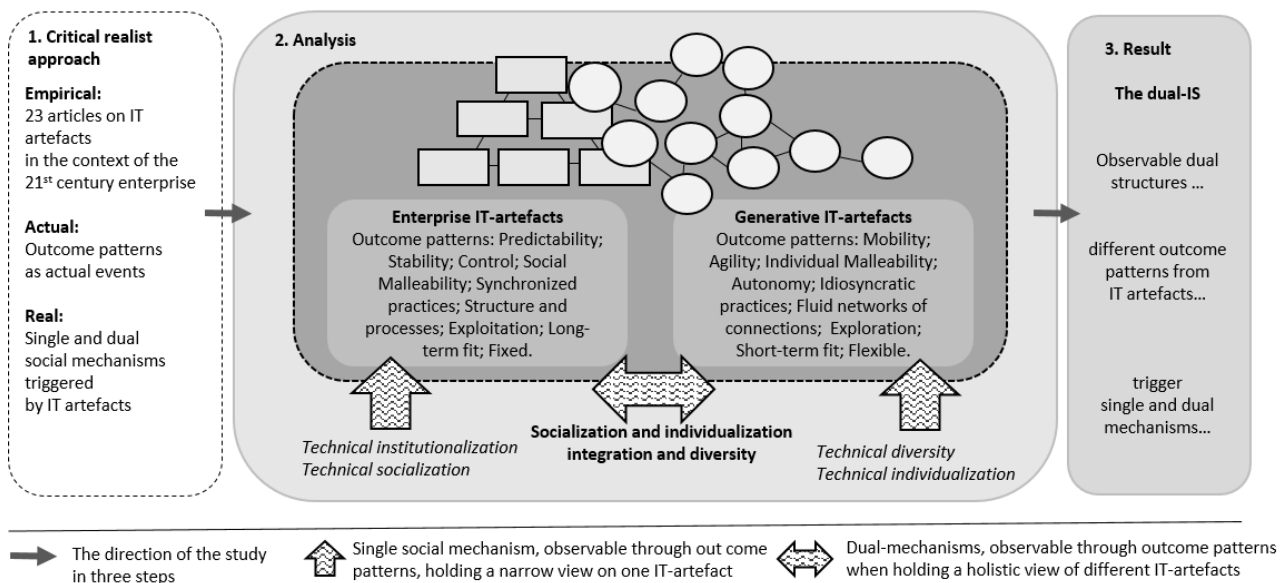 1. Critical realist
approach
Empirical:
23 articles on IT
artefacts
in the context of the
21st century enterprise
Actual:
Outcome patterns
as actual events
Real:
Single and dual
social mechanisms
triggered
by IT artefacts
2. Analysis
Enterprise IT-artefacts
Outcome patterns: Predictability;
Stability; Control; Social
Malleability; Synchronized
practices; Structure and
processes; Exploitation; Long-
term fit; Fixed.
Generative IT-artefacts
Outcome patterns: Mobility;
Agility; Individual Malleability;
Autonomy; Idiosyncratic
practices; Fluid networks of
connections;  Exploration;
Short-term fit; Flexible.
Technical institutionalization
Technical socialization
Socialization and individualization
integration and diversity
Technical diversity
Technical individualization
3. Result
The dual-IS
Observable dual
structures ...
different outcome
patterns from
IT artefacts...
trigger
single and dual
mechanisms...
The direction of the study
in three steps
Single social mechanism, observable through out come
patterns, holding a narrow view on one IT-artefact
Dual-mechanisms, observable through outcome patterns
when holding a holistic view of different IT-artefacts